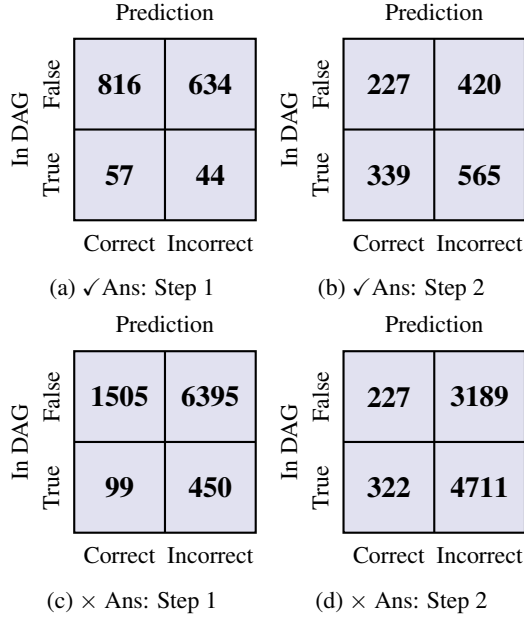 Prediction Prediction
In DAG False 816 634 In DAG False 227 420
True 57 44 True 339 565
Correct Incorrect Correct Incorrect
(a) ✓Ans: Step 1 (b) ✓Ans: Step 2
Prediction Prediction
In DAG False 1505 6395 In DAG False 227 3189
True 99 450 True 322 4711
Correct Incorrect Correct Incorrect
(c) × Ans: Step 1 (d) × Ans: Step 2